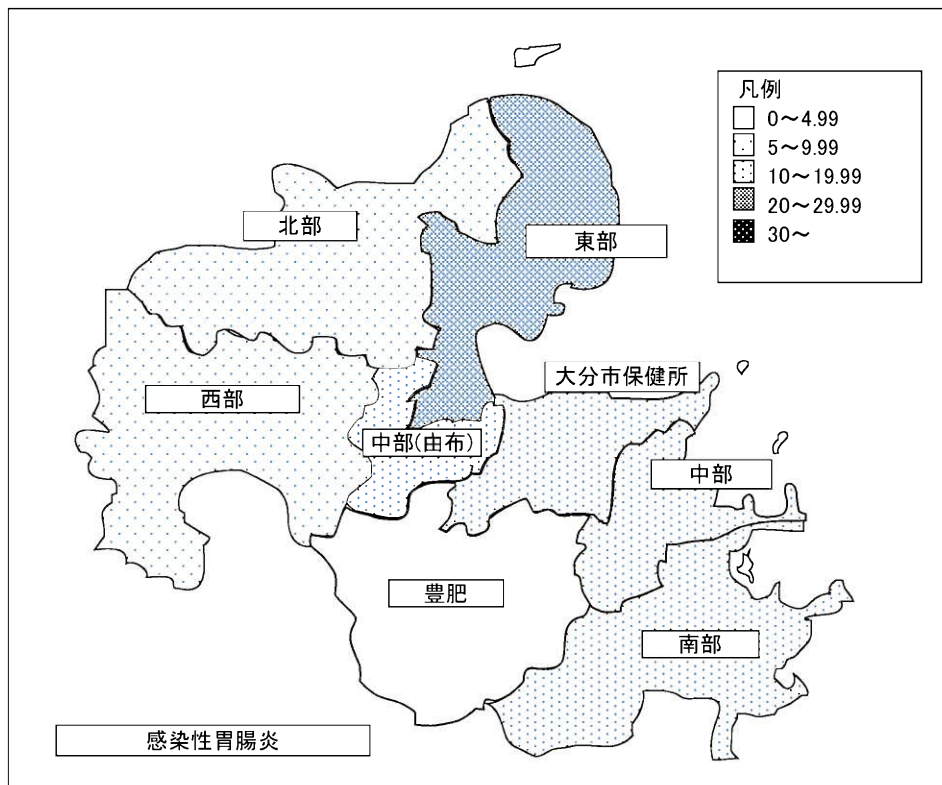 凡例
0～4.99
5～9.99
10～19.99
20～29.99
30～
北部
東部
大分市保健所
西部
中部(由布)
中部
豊肥
南部
感染性胃腸炎